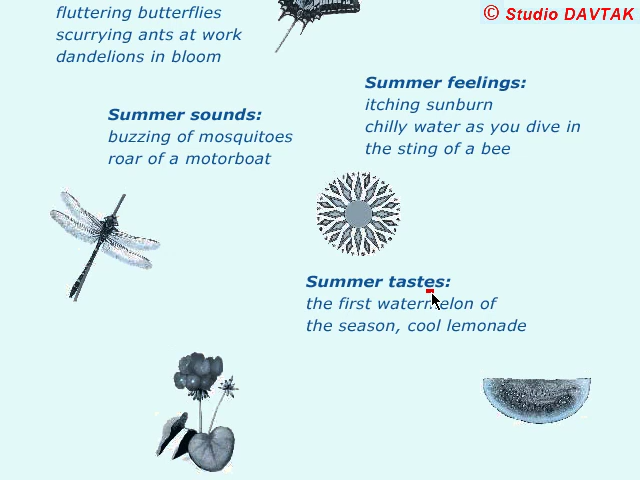 fluttering butterflies
scurrying ants at work
dandelions in bloom
© Studio DAVTAK
Summer feelings:
itching sunburn
chilly water as you dive in
the sting of a bee
Summer sounds:
buzzing of mosquitoes
roar of a motorboat
Summer tastes:
the first watermelon of
the season, cool lemonade